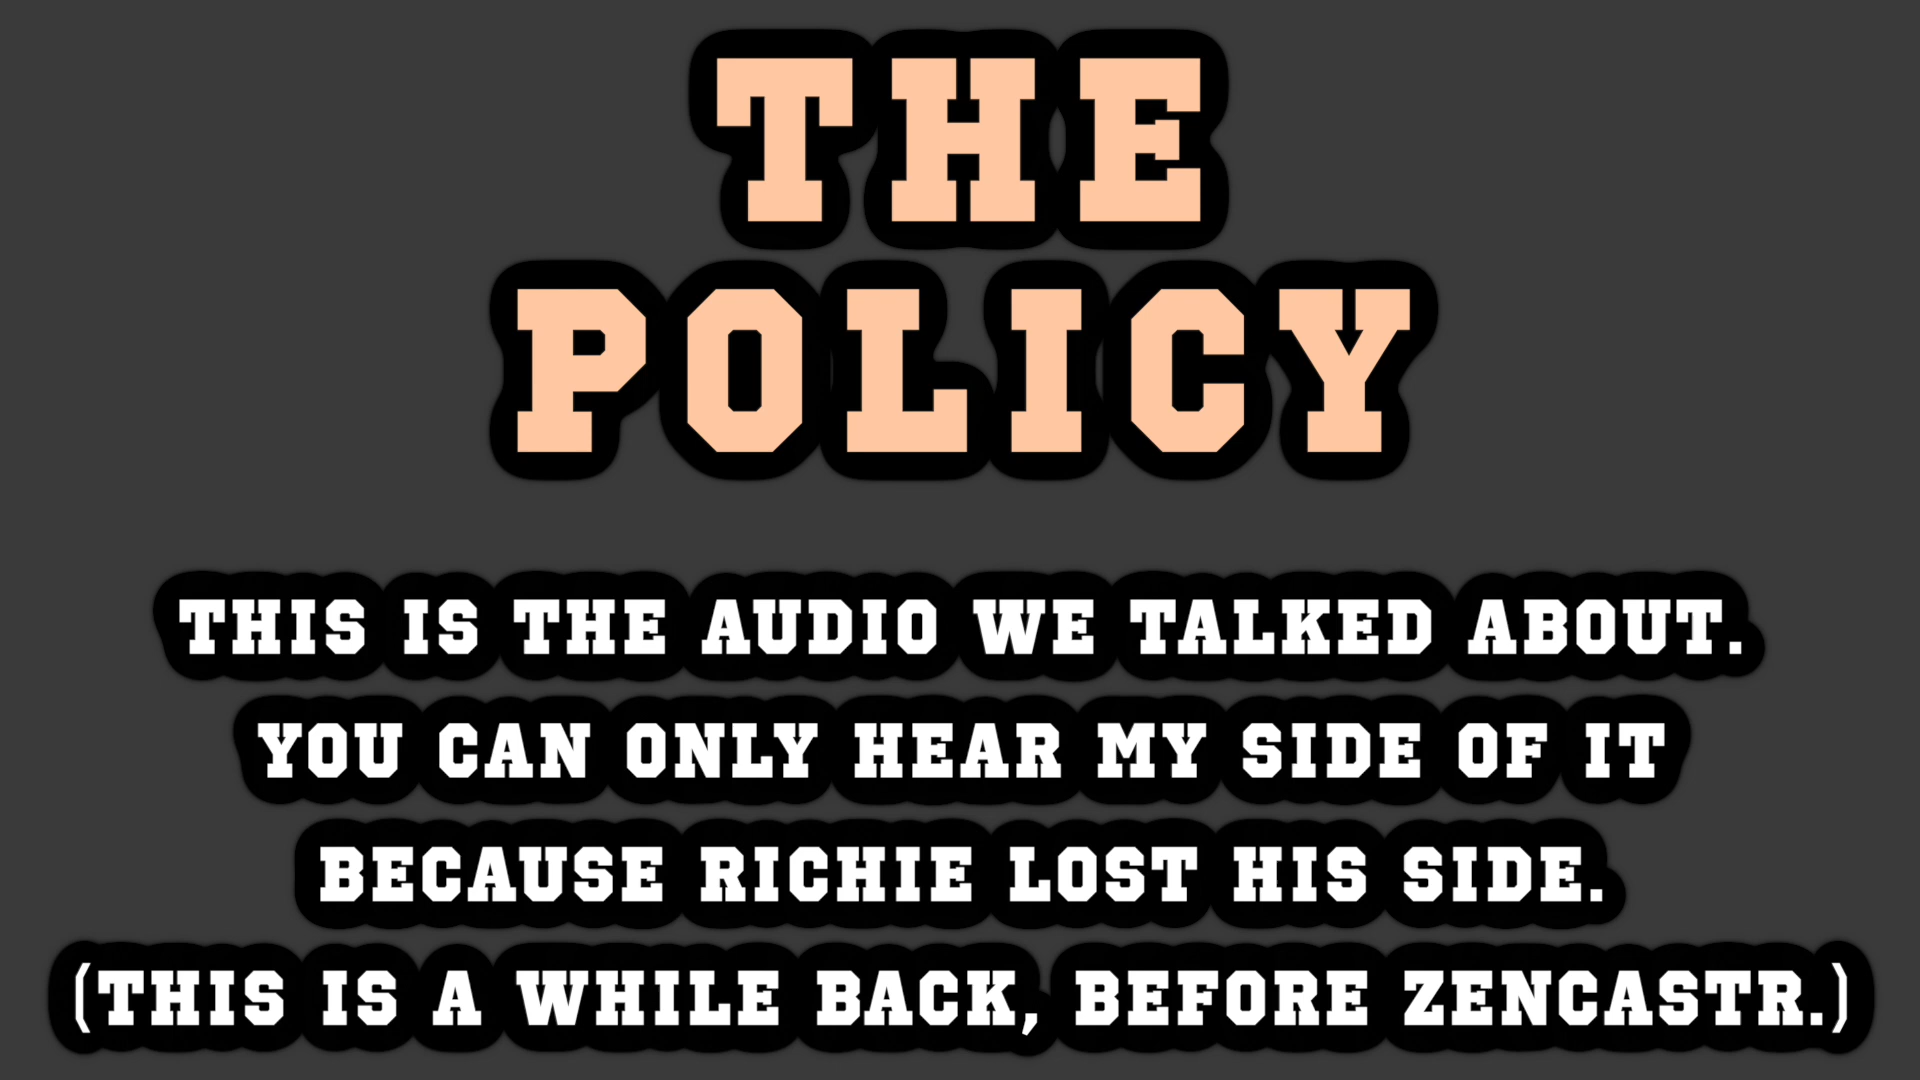 THE
POLICY
THIS IS THE AUDIO WE TALKED ABOUT.
YOU CAN ONLY HEAR MY SIDE OF IT
BECAUSE RICHIE LOST HIS SIDE.
(THIS IS A WHILE BACK, BEFORE ZENCASTR.)